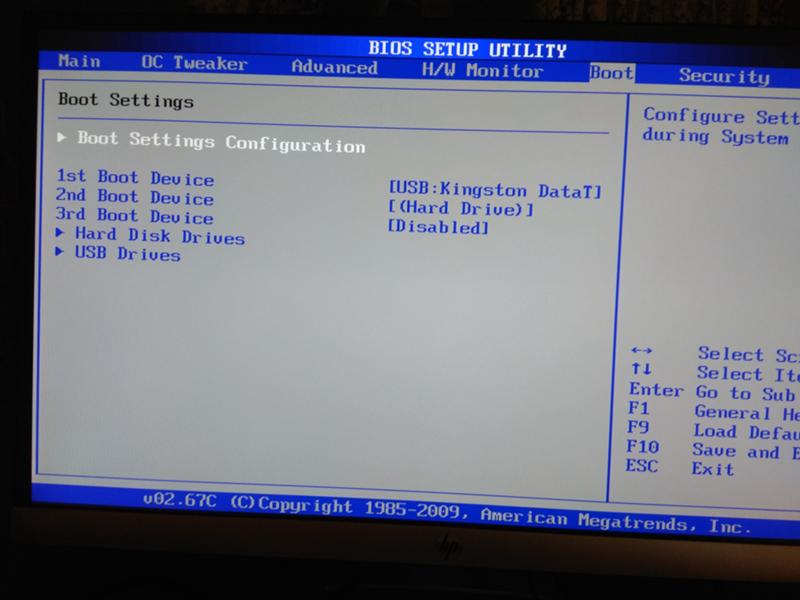 BIOS SETUP UTILITY
Main OC Tweaker Advanced H/W Monitor Boot Security
Boot Settings
Boot Settings Configuration
1st Boot Device [USB:Kingston DataT]
2nd Boot Device [(Hard Drive)]
3rd Boot Device [Disabled]
Hard Disk Drives
USB Drives
Configure Sett
during System
↔ Select Sc
↑↓ Select Ite
Enter Go to Sub
F1 General He
F9 Load Defau
F10 Save and E
ESC Exit
v02.67C (C)Copyright 1985-2009, American Megatrends, Inc.
hp